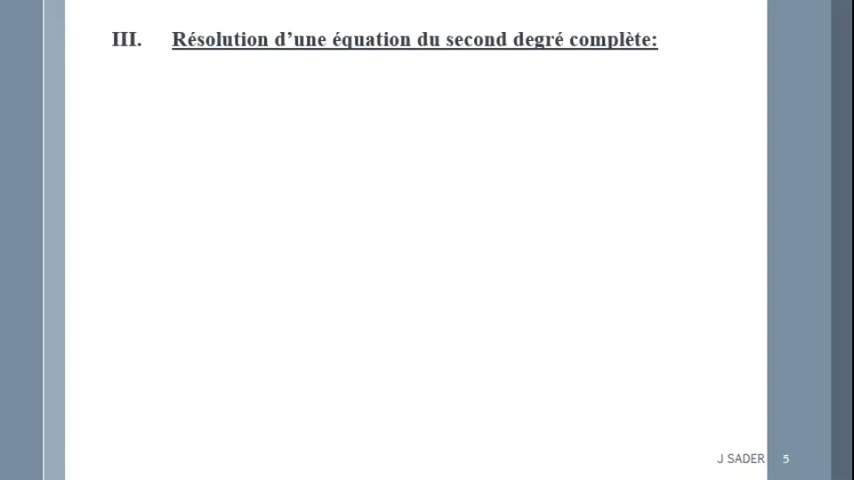 III. Résolution d’une équation du second degré complète:
J SADER 5